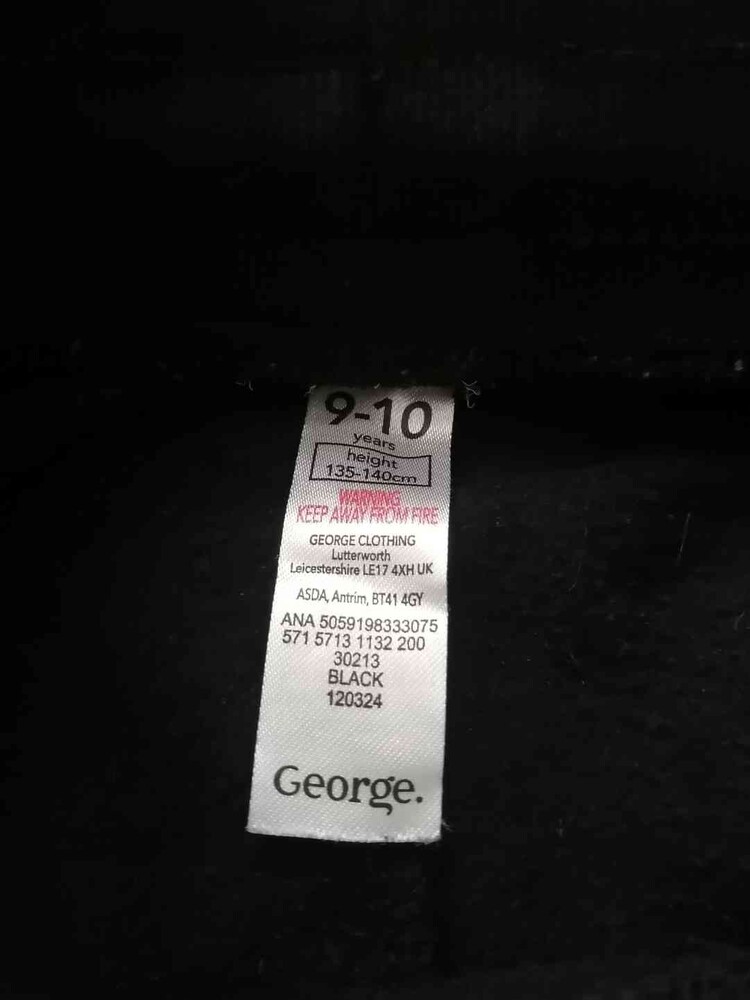 9-10
years
height
135-140cm
WARNING
KEEP AWAY FROM FIRE
GEORGE CLOTHING
Lutterworth
Leicestershire LE17 4XH UK
ASDA, Antrim, BT41 4GY
ANA 5059198333075
571 5713 1132 200
30213
BLACK
120324
George.